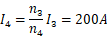 I₄ = n₃/n₄ I₃ = 200A